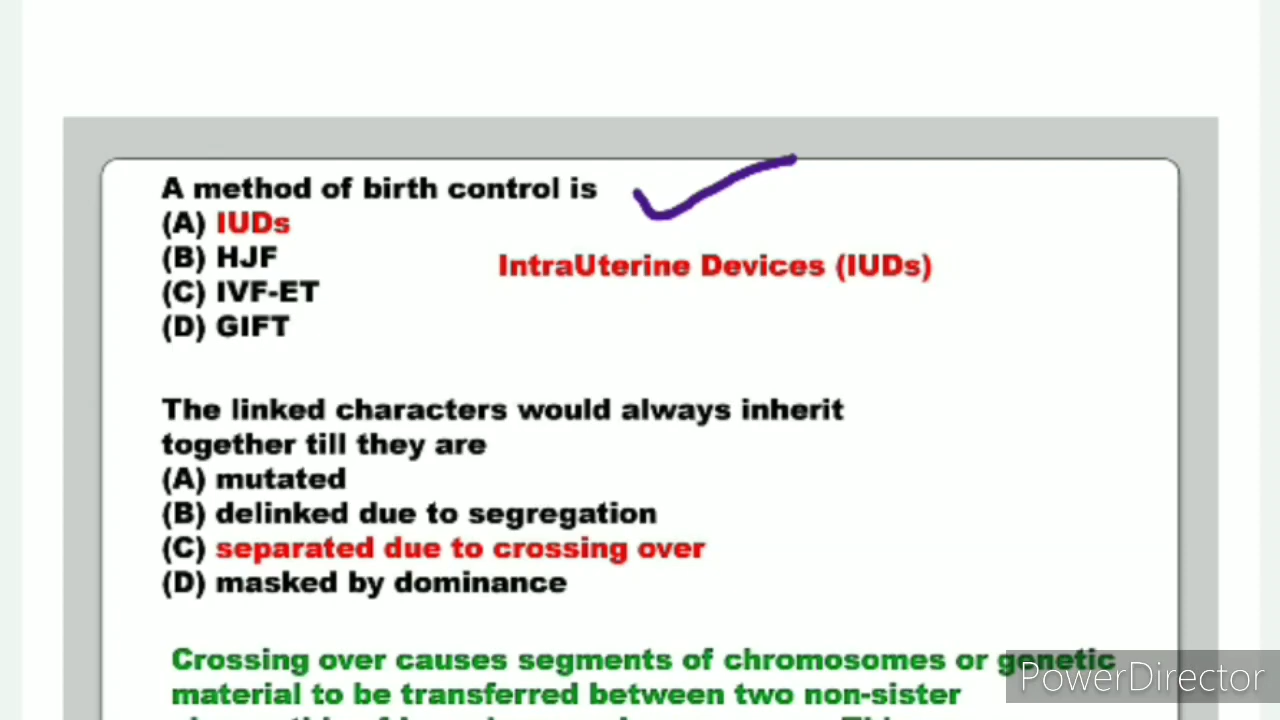 A method of birth control is
(A) IUDs
(B) HJF
IntraUterine Devices (IUDs)
(C) IVF-ET
(D) GIFT
The linked characters would always inherit
together till they are
(A) mutated
(B) delinked due to segregation
(C) separated due to crossing over
(D) masked by dominance
Crossing over causes segments of chromosomes or genetic
material to be transferred between two non-sister
PowerDirector